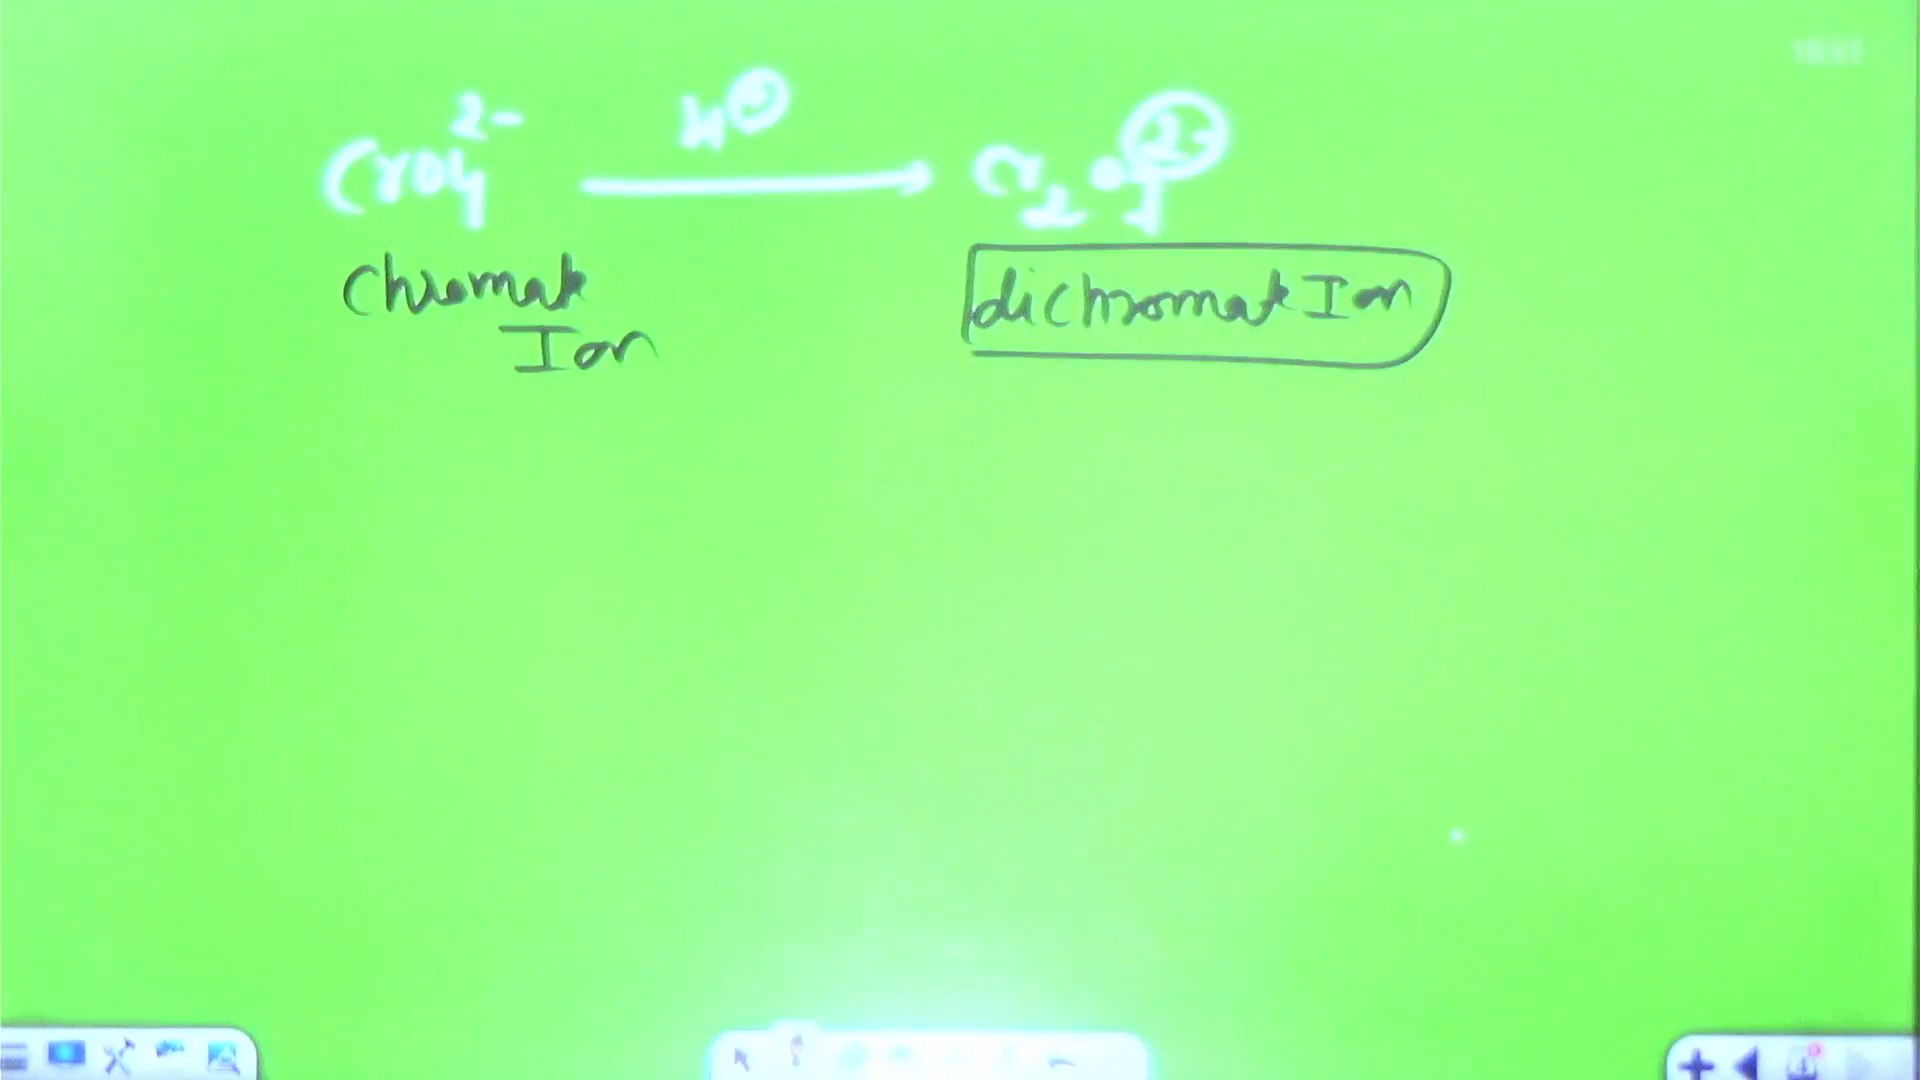 CrO4 2- H⊕ → Cr2O7 2-
Chromate dichromate Ion
Ion